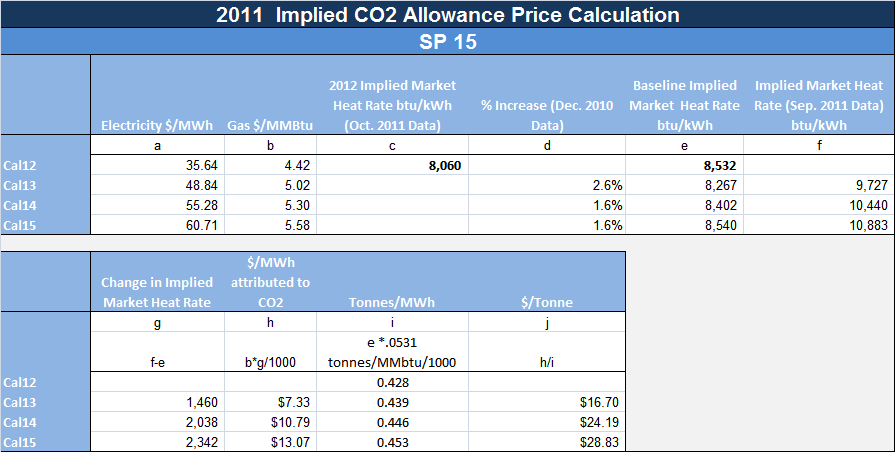 2011 Implied CO2 Allowance Price Calculation
SP 15
Electricity $/MWh Gas $/MMBtu 2012 Implied Market Heat Rate btu/kWh (Oct. 2011 Data) % Increase (Dec. 2010 Data) Baseline Implied Market Heat Rate btu/kWh Implied Market Heat Rate (Sep. 2011 Data) btu/kWh
a b c d e f
Cal12 35.64 4.42 8,060 8,532
Cal13 48.84 5.02 2.6% 8,267 9,727
Cal14 55.28 5.30 1.6% 8,402 10,440
Cal15 60.71 5.58 1.6% 8,540 10,883
Change in Implied Market Heat Rate $/MWh attributed to CO2 Tonnes/MWh $/Tonne
g h i j
f-e b*g/1000 e *.0531 tonnes/MMbtu/1000 h/i
Cal12 0.428
Cal13 1,460 $7.33 0.439 $16.70
Cal14 2,038 $10.79 0.446 $24.19
Cal15 2,342 $13.07 0.453 $28.83